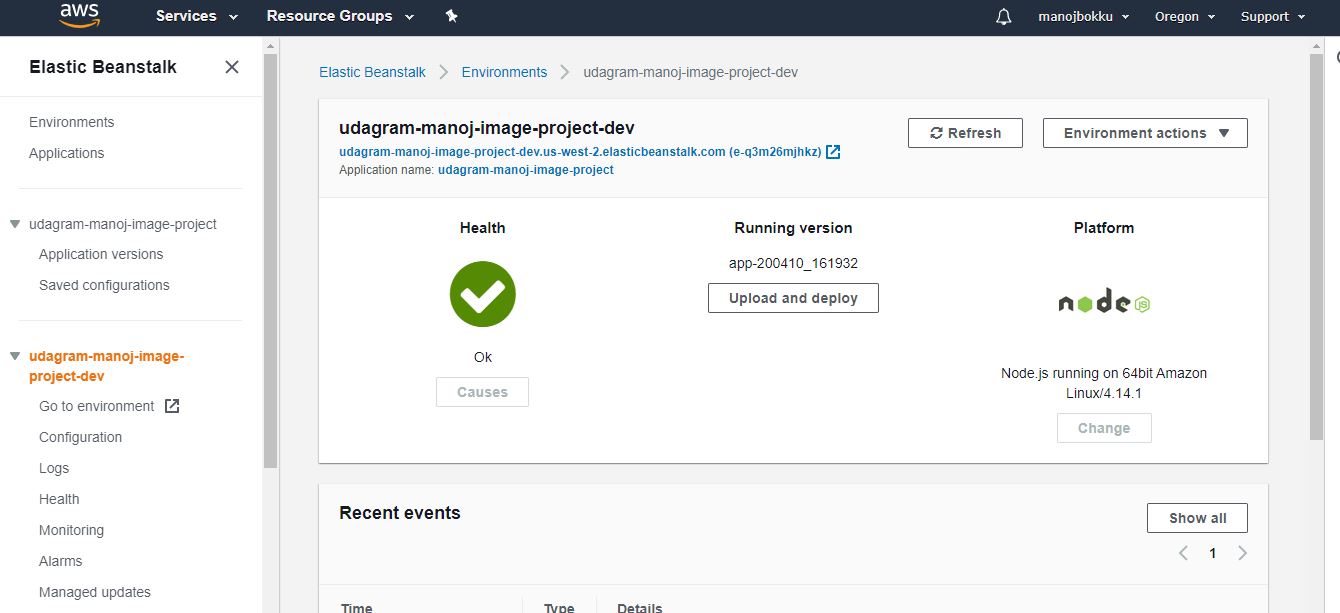 aws
Services
Resource Groups
manojbokku
Oregon
Support
Elastic Beanstalk
Environments
Applications
udagram-manoj-image-project
Application versions
Saved configurations
udagram-manoj-image-
project-dev
Go to environment
Configuration
Logs
Health
Monitoring
Alarms
Managed updates
Elastic Beanstalk
Environments
udagram-manoj-image-project-dev
udagram-manoj-image-project-dev
udagram-manoj-image-project-dev.us-west-2.elasticbeanstalk.com (e-q3m26mjhkz)
Application name: udagram-manoj-image-project
Refresh
Environment actions
Health
Ok
Causes
Running version
app-200410_161932
Upload and deploy
Platform
node JS
Node.js running on 64bit Amazon
Linux/4.14.1
Change
Recent events
Show all
1
Time
Type
Details